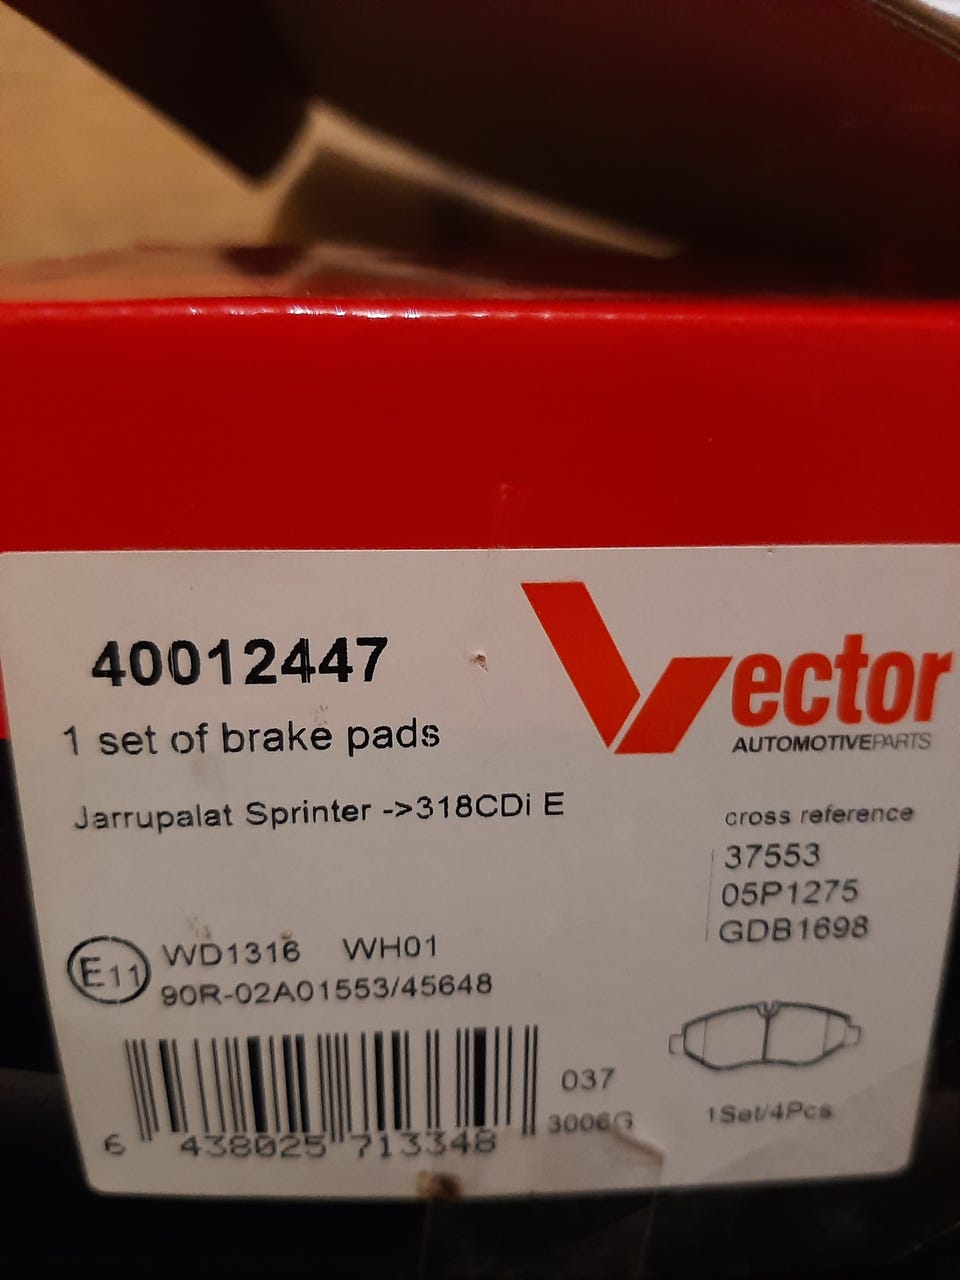 40012447
Vector
AUTOMOTIVEPARTS
1 set of brake pads
Jarrupalat Sprinter ->318CDi E
cross reference
37553
05P1275
GDB1698
E11
WD1316 WH01
90R-02A01553/45648
037
3006G
1Set/4Pcs
6 438025 713348